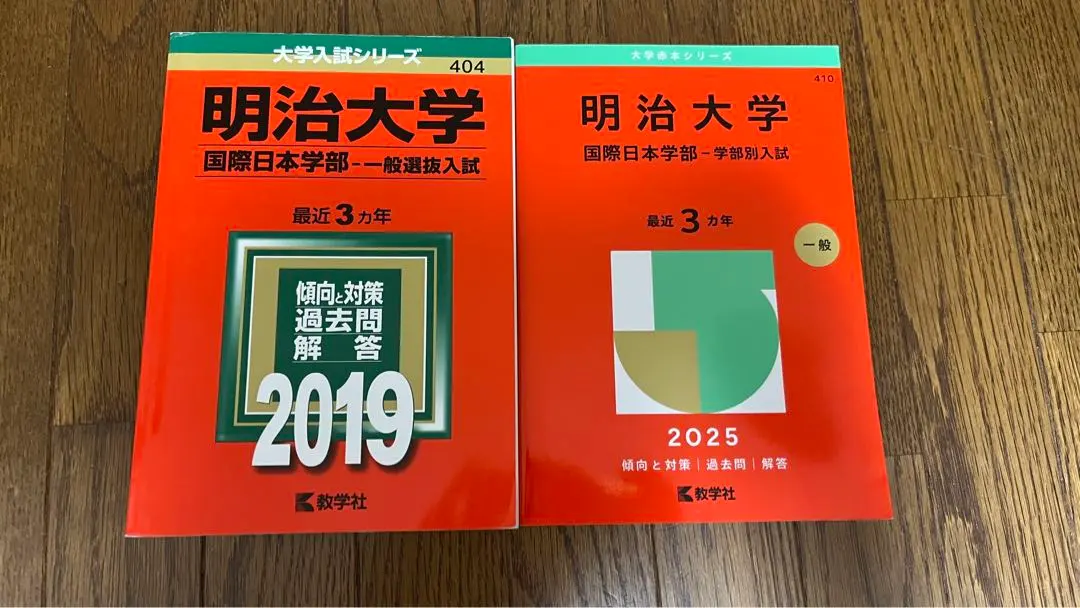 大学入試シリーズ
404
明治大学
国際日本学部-一般選抜入試
最近3カ年
傾向と対策
過去問
解答
2019
教学社
大学赤本シリーズ
410
明治大学
国際日本学部-学部別入試
最近3カ年
一般
2025
傾向と対策|過去問|解答
教学社